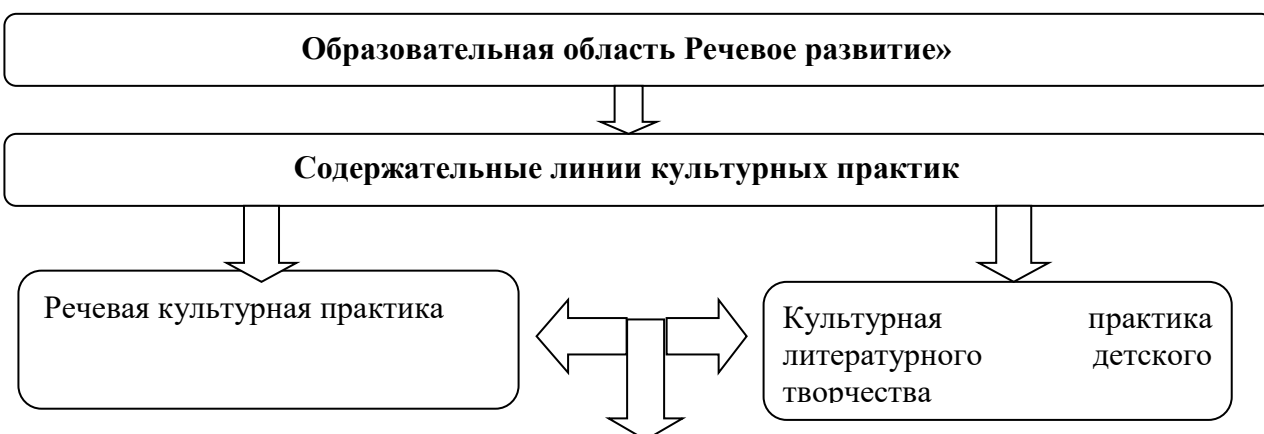 Образовательная область Речевое развитие»
Содержательные линии культурных практик
Речевая культурная практика
Культурная практика
литературного детского
творчества